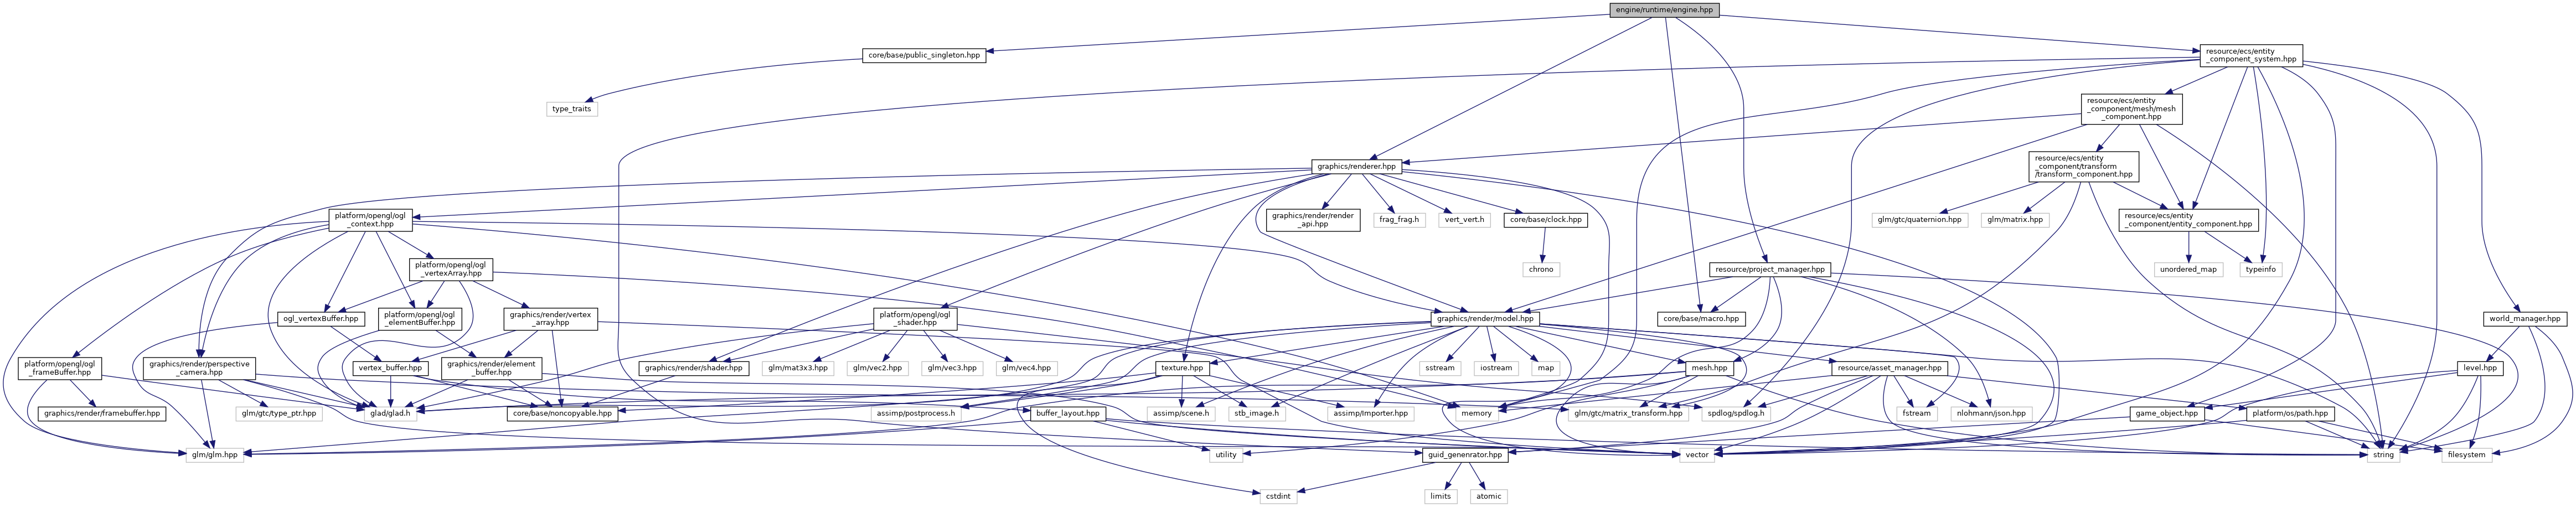 engine/runtime/engine.hpp
core/base/public_singleton.hpp
resource/ecs/entity
_component_system.hpp
type_traits
resource/ecs/entity
_component/mesh/mesh
_component.hpp
graphics/renderer.hpp
resource/ecs/entity
_component/transform
/transform_component.hpp
platform/opengl/ogl
_context.hpp
graphics/render/render
_api.hpp
frag_frag.h
vert_vert.h
core/base/clock.hpp
glm/gtc/quaternion.hpp
glm/matrix.hpp
resource/ecs/entity
_component/entity_component.hpp
platform/opengl/ogl
_vertexArray.hpp
chrono
resource/project_manager.hpp
unordered_map
typeinfo
ogl_vertexBuffer.hpp
platform/opengl/ogl
_elementBuffer.hpp
graphics/render/vertex
_array.hpp
platform/opengl/ogl
_shader.hpp
graphics/render/model.hpp
core/base/macro.hpp
world_manager.hpp
platform/opengl/ogl
_frameBuffer.hpp
graphics/render/perspective
_camera.hpp
vertex_buffer.hpp
graphics/render/element
_buffer.hpp
graphics/render/shader.hpp
glm/mat3x3.hpp
glm/vec2.hpp
glm/vec3.hpp
glm/vec4.hpp
texture.hpp
sstream
iostream
map
mesh.hpp
resource/asset_manager.hpp
level.hpp
graphics/render/framebuffer.hpp
glm/gtc/type_ptr.hpp
glad/glad.h
core/base/noncopyable.hpp
assimp/postprocess.h
buffer_layout.hpp
assimp/scene.h
stb_image.h
assimp/Importer.hpp
memory
glm/gtc/matrix_transform.hpp
spdlog/spdlog.h
fstream
nlohmann/json.hpp
game_object.hpp
platform/os/path.hpp
glm/glm.hpp
utility
guid_genenrator.hpp
vector
string
filesystem
cstdint
limits
atomic